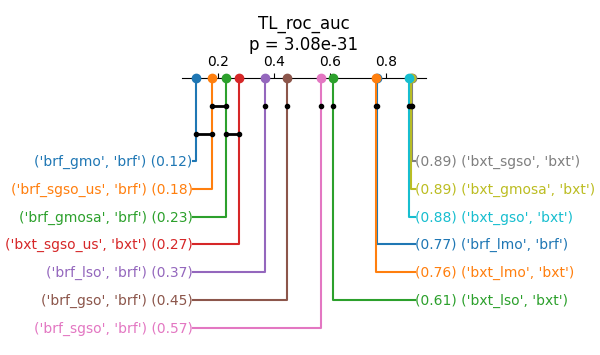 TL_roc_auc
p = 3.08e-31
0.2 0.4 0.6 0.8
('brf_gmo', 'brf') (0.12) (0.89) ('bxt_sgso', 'bxt')
('brf_sgso_us', 'brf') (0.18) (0.89) ('bxt_gmosa', 'bxt')
('brf_gmosa', 'brf') (0.23) (0.88) ('bxt_gso', 'bxt')
('bxt_sgso_us', 'bxt') (0.27) (0.77) ('brf_lmo', 'brf')
('brf_lso', 'brf') (0.37) (0.76) ('bxt_lmo', 'bxt')
('brf_gso', 'brf') (0.45) (0.61) ('bxt_lso', 'bxt')
('brf_sgso', 'brf') (0.57)